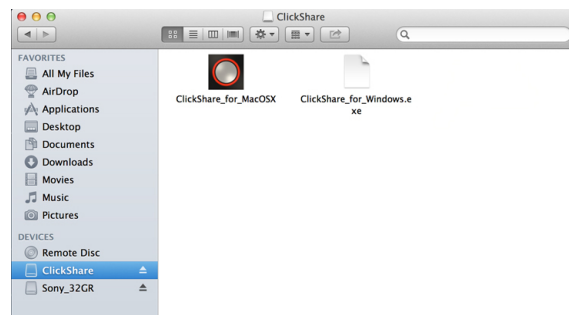 ClickShare
FAVORITES
All My Files
AirDrop
Applications
Desktop
Documents
Downloads
Movies
Music
Pictures
DEVICES
Remote Disc
ClickShare
Sony_32GR
ClickShare_for_MacOSX
ClickShare_for_Windows.e
xe